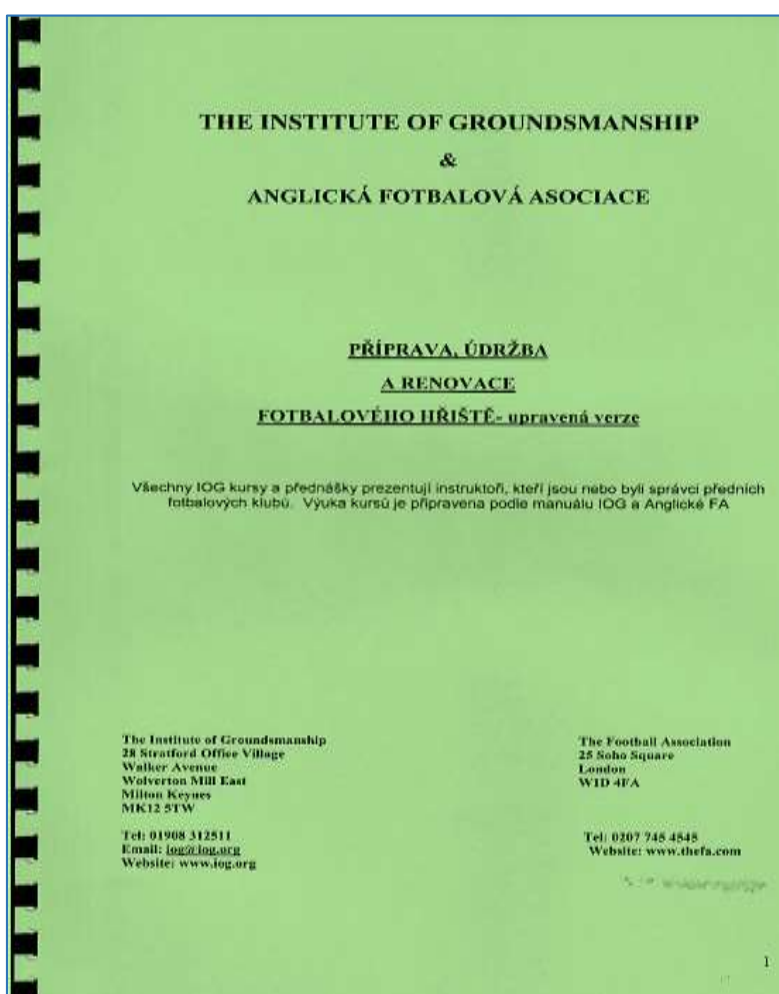 THE INSTITUTE OF GROUNDSMANSHIP
&
ANGLICKÁ FOTBALOVÁ ASOCIACE
PŘÍPRAVA, ÚDRŽBA
A RENOVACE
FOTBALOVÉHO HŘIŠTĚ- upravená verze
Všechny IOG kursy a přednášky prezentují instruktoři, kteří jsou nebo byli správci předních
fotbalových klubů. Výuka kursů je připravena podle manuálu IOG a Anglické FA
The Institute of Groundsmanship
28 Stratford Office Village
Walker Avenue
Wolverton Mill East
Milton Keynes
MK12 5TW
Tel: 01908 312511
Email: iog@iog.org
Website: www.iog.org
The Football Association
25 Soho Square
London
W1D 4FA
Tel: 0207 745 4545
Website: www.thefa.com
1